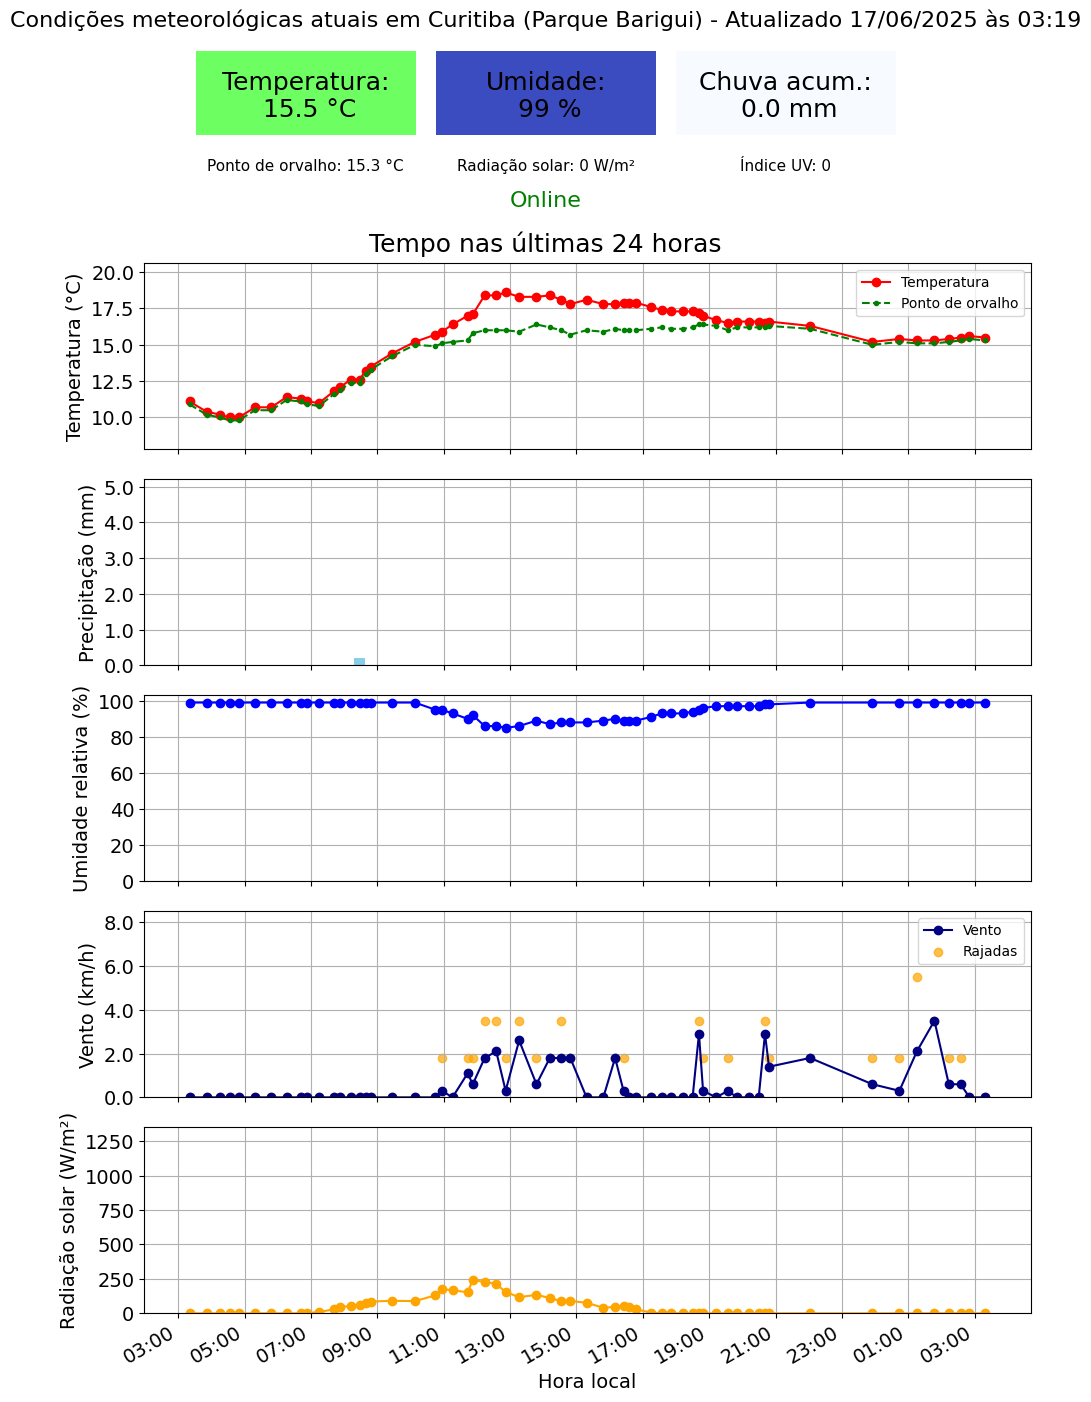 Condições meteorológicas atuais em Curitiba (Parque Barigui) - Atualizado 17/06/2025 às 03:19
Temperatura:
15.5 °C
Umidade:
99 %
Chuva acum.:
0.0 mm
Ponto de orvalho: 15.3 °C
Radiação solar: 0 W/m²
Índice UV: 0
Online
Tempo nas últimas 24 horas
Temperatura (°C)
20.0
17.5
15.0
12.5
10.0
Temperatura
Ponto de orvalho
Precipitação (mm)
5.0
4.0
3.0
2.0
1.0
0.0
Umidade relativa (%)
100
80
60
40
20
0
Vento (km/h)
8.0
6.0
4.0
2.0
0.0
Vento
Rajadas
Radiação solar (W/m²)
1250
1000
750
500
250
0
03:00 05:00 07:00 09:00 11:00 13:00 15:00 17:00 19:00 21:00 23:00 01:00 03:00
Hora local